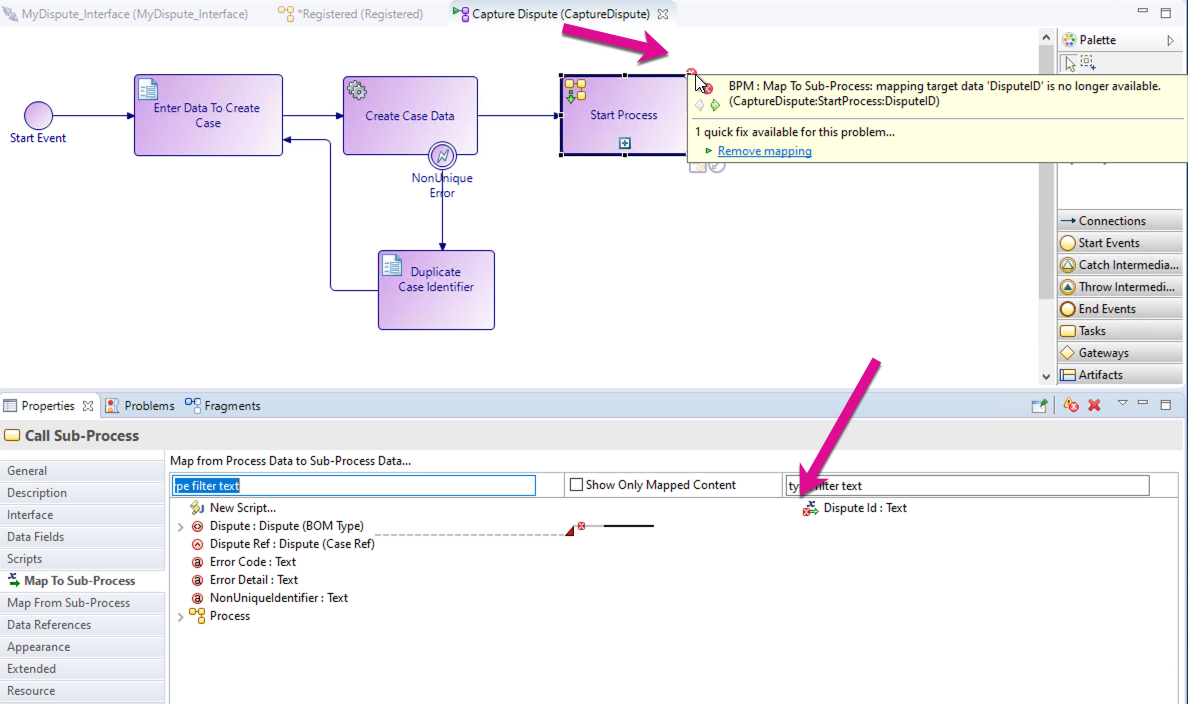 MyDispute_Interface (MyDispute_Interface)
*Registered (Registered)
Capture Dispute (CaptureDispute)
Palette
Start Event
Enter Data To Create
Case
Create Case Data
NonUnique
Error
Start Process
Duplicate
Case Identifier
BPM : Map To Sub-Process: mapping target data 'DisputeID' is no longer available.
(CaptureDispute:StartProcess:DisputeID)
1 quick fix available for this problem...
Remove mapping
Connections
Start Events
Catch Intermedia...
Throw Intermedi...
End Events
Tasks
Gateways
Artifacts
Properties
Problems
Fragments
Call Sub-Process
General
Description
Interface
Data Fields
Scripts
Map To Sub-Process
Map From Sub-Process
Data References
Appearance
Extended
Resource
Map from Process Data to Sub-Process Data...
ype filter text
Show Only Mapped Content
filter text
New Script...
Dispute : Dispute (BOM Type)
Dispute Ref : Dispute (Case Ref)
Error Code : Text
Error Detail : Text
NonUniqueIdentifier : Text
Process
Dispute Id : Text